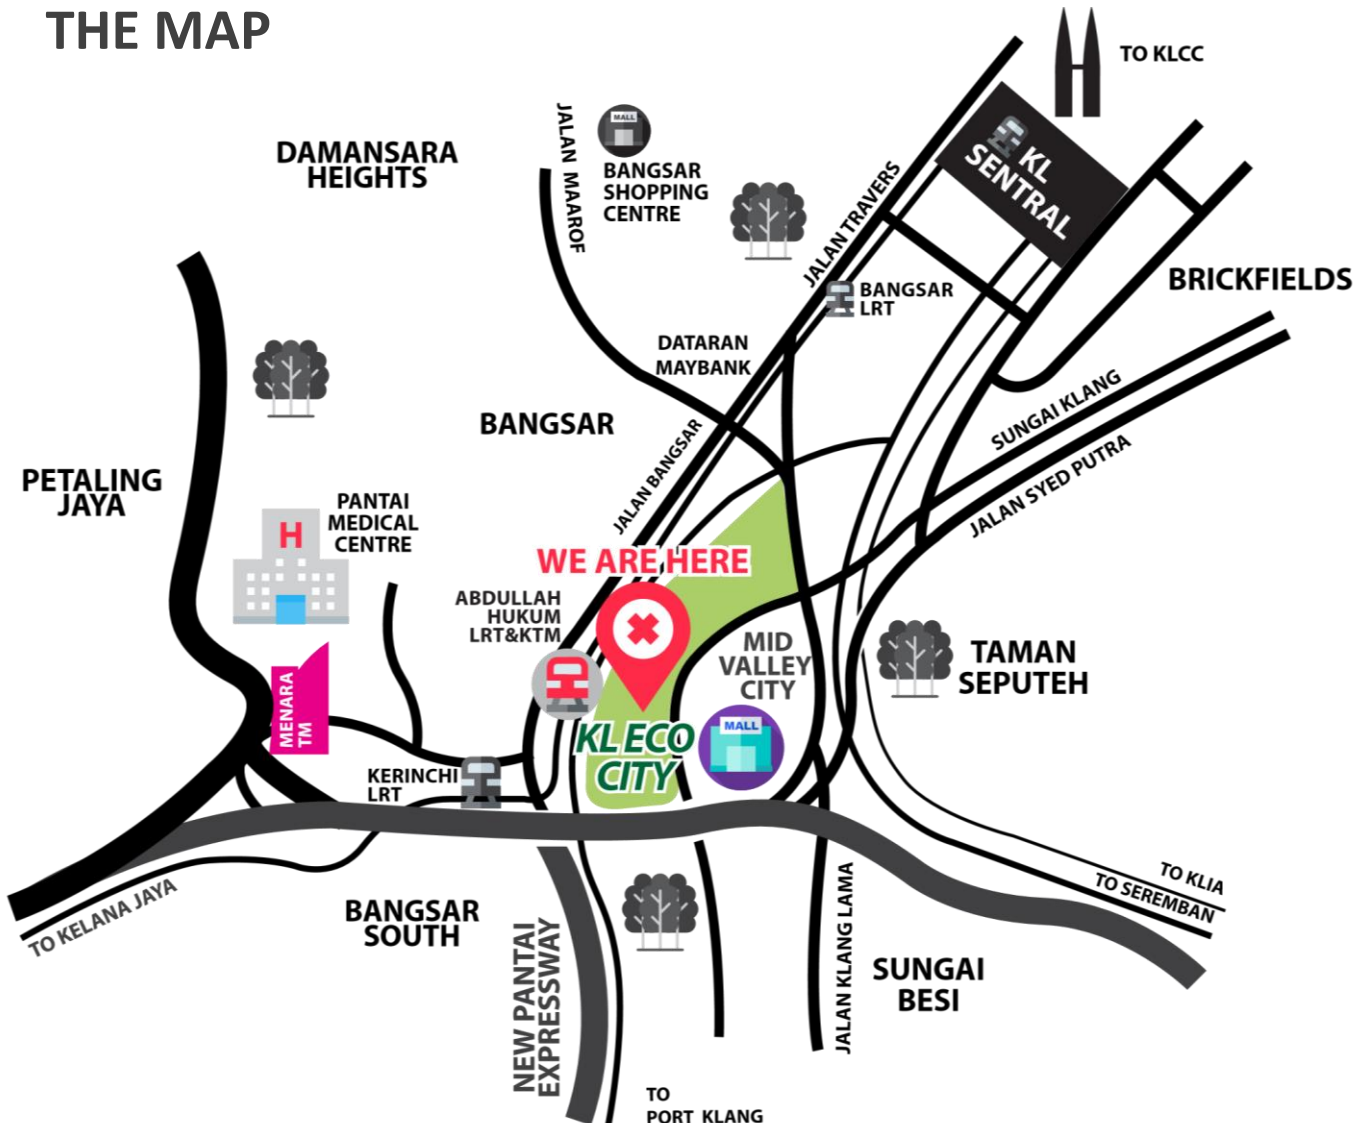 THE MAP
TO KLCC
JALAN MAAROF
MALL
BANGSAR
SHOPPING
CENTRE
KL
SENTRAL
DAMANSARA
HEIGHTS
JALAN TRAVERS
BANGSAR
LRT
BRICKFIELDS
DATARAN
MAYBANK
BANGSAR
SUNGAI KLANG
JALAN SYED PUTRA
JALAN BANGSAR
PETALING
JAYA
PANTAI
MEDICAL
CENTRE
H
WE ARE HERE
ABDULLAH
HUKUM
LRT&KTM
MID
VALLEY
CITY
TAMAN
SEPUTEH
MENARA
TM
MALL
KL ECO
CITY
KERINCHI
LRT
TO KLIA
TO SEREMBAN
TO KELANA JAYA
BANGSAR
SOUTH
NEW PANTAI
EXPRESSWAY
JALAN KLANG LAMA
SUNGAI
BESI
TO
PORT KLANG